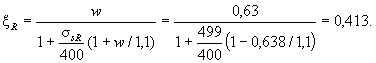 ξ_R = w / (1 + σ_sR/400 (1 + w/1,1)) = 0,63 / (1 + 499/400 (1 − 0,638/1,1)) = 0,413.